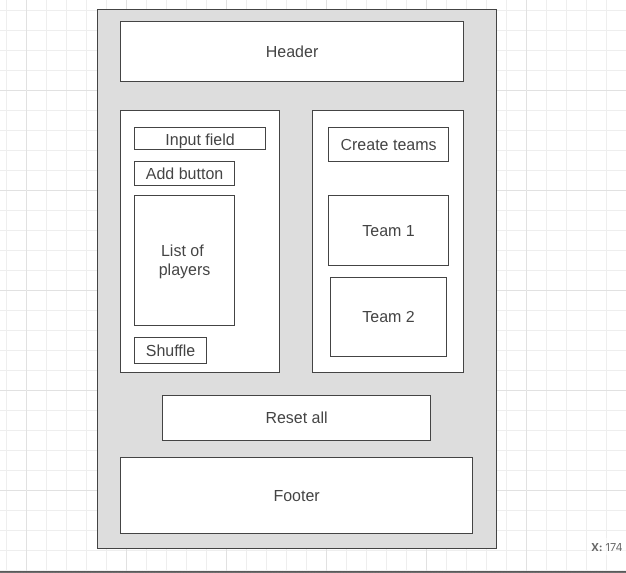 Header
Input field
Add button
List of
players
Shuffle
Create teams
Team 1
Team 2
Reset all
Footer
X: 174